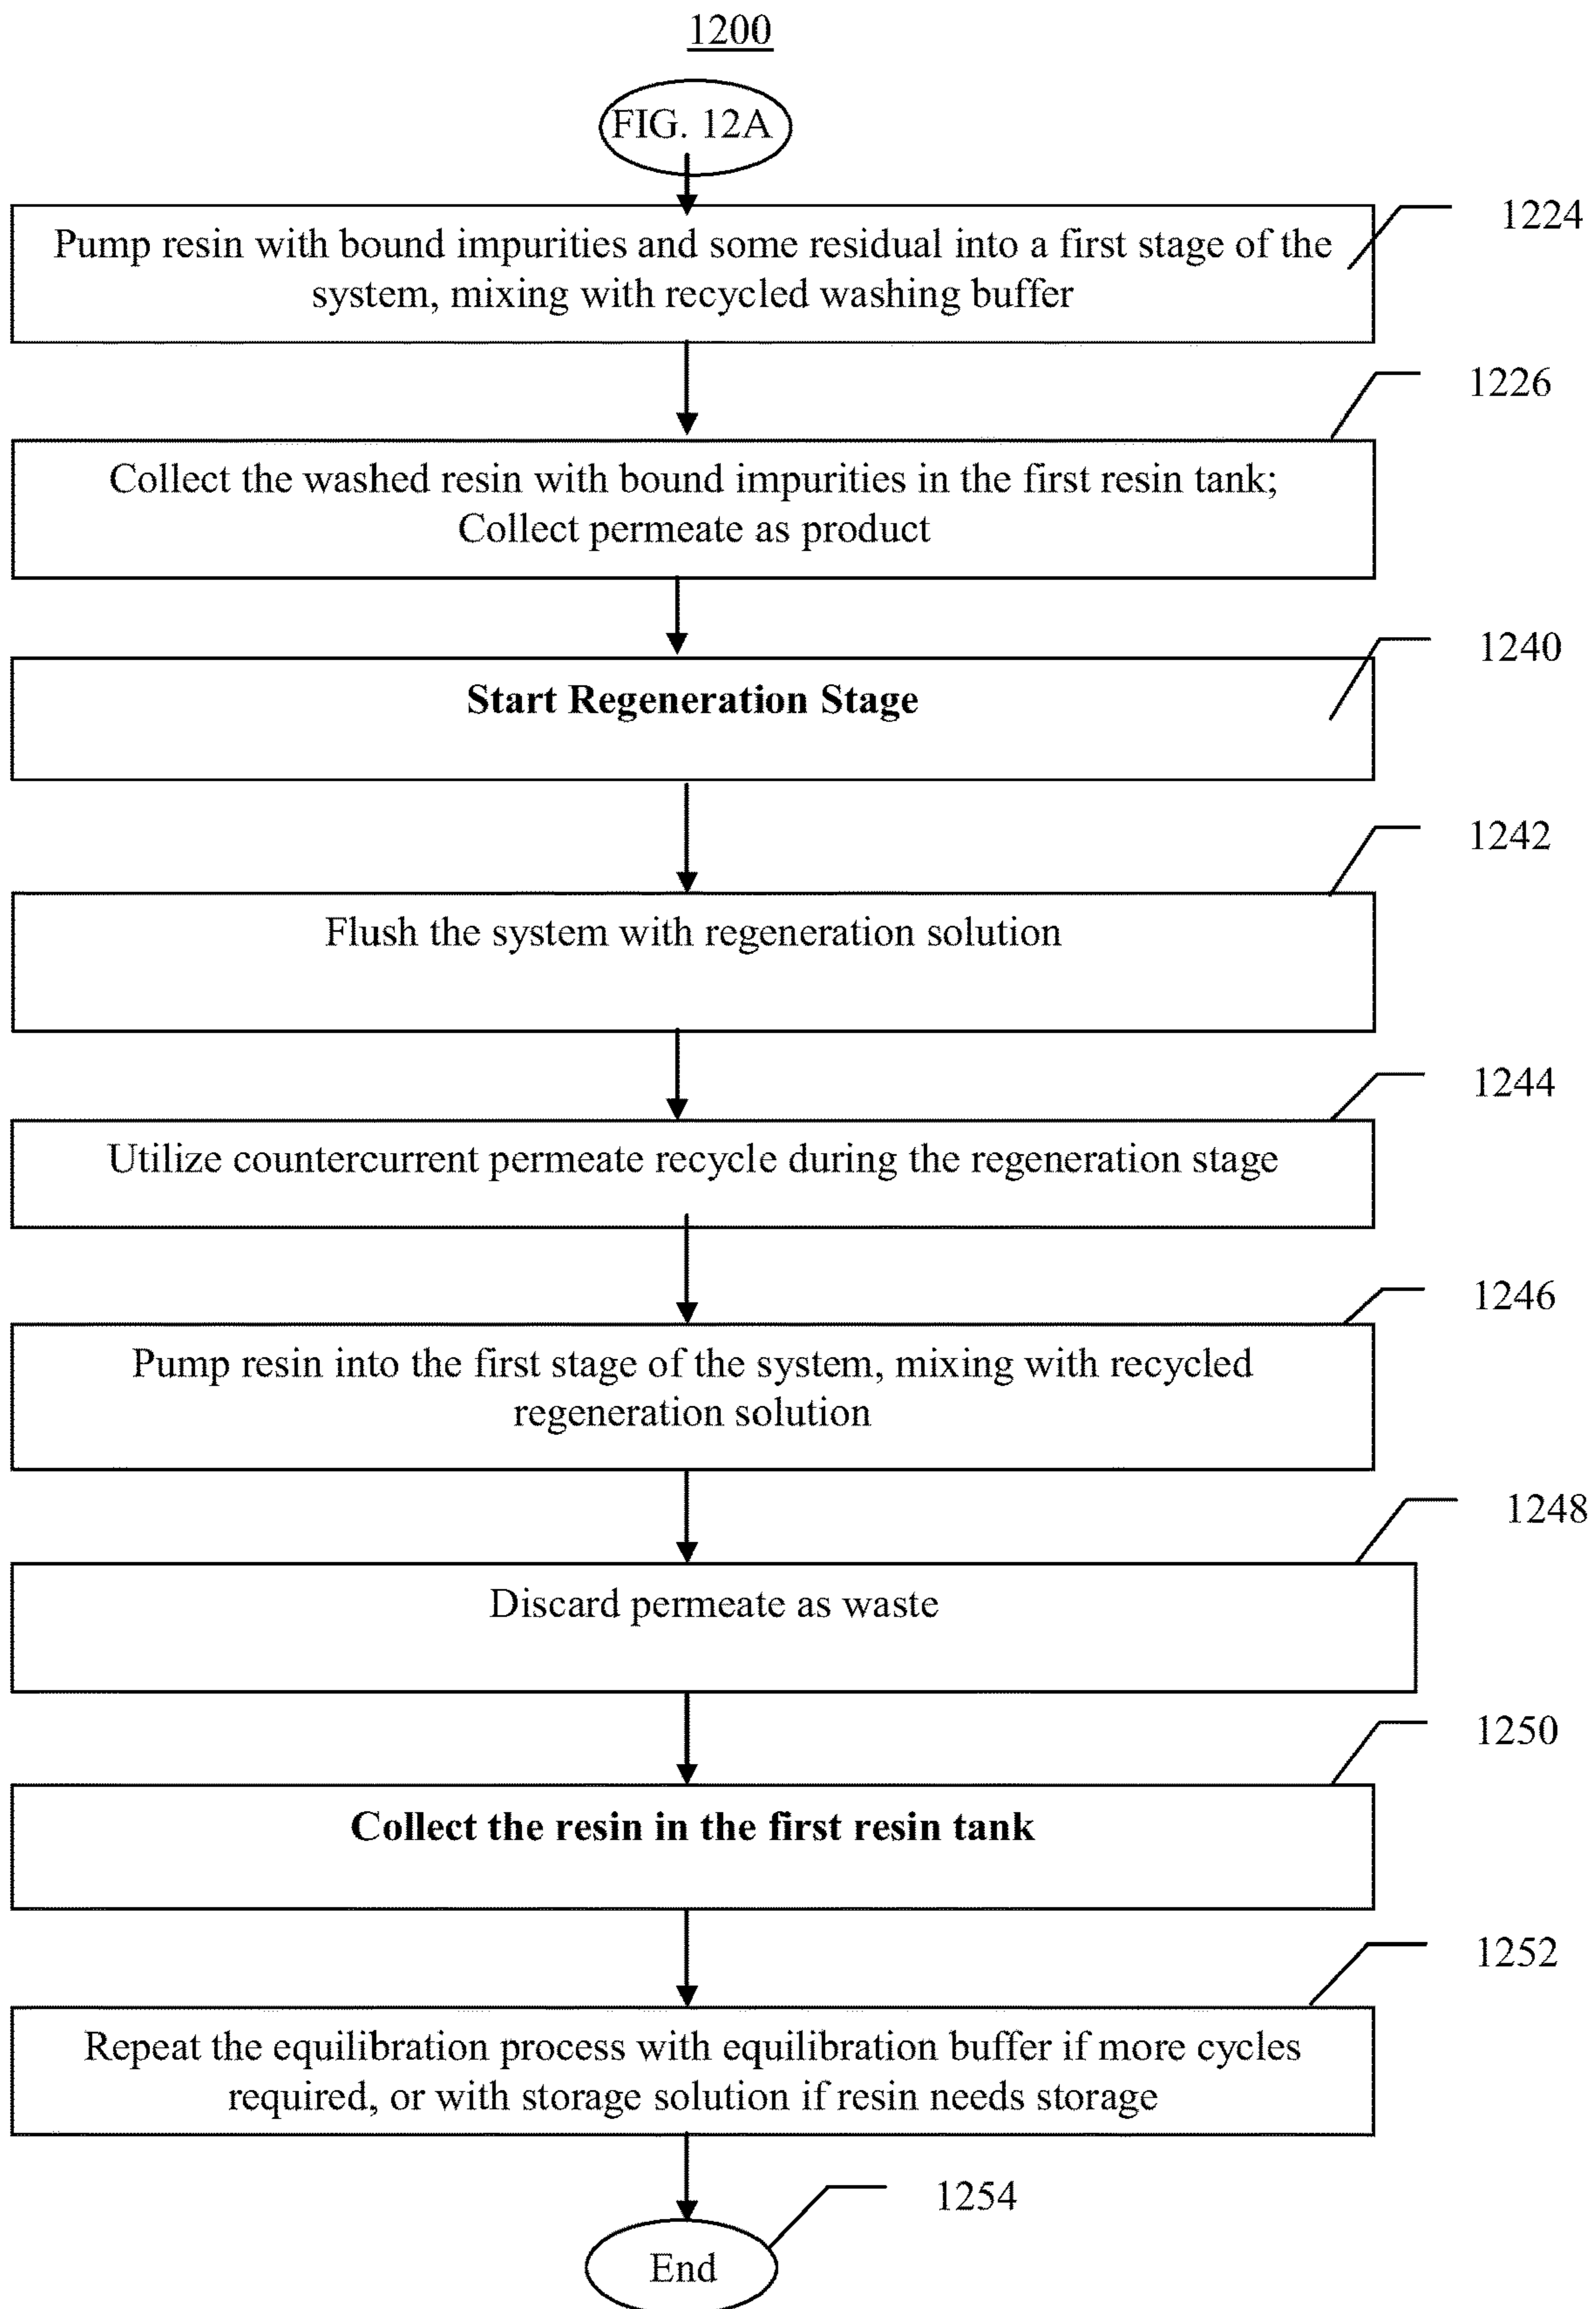 1200
FIG. 12A
1224
Pump resin with bound impurities and some residual into a first stage of the
system, mixing with recycled washing buffer
1226
Collect the washed resin with bound impurities in the first resin tank;
Collect permeate as product
1240
Start Regeneration Stage
1242
Flush the system with regeneration solution
1244
Utilize countercurrent permeate recycle during the regeneration stage
1246
Pump resin into the first stage of the system, mixing with recycled
regeneration solution
1248
Discard permeate as waste
1250
Collect the resin in the first resin tank
1252
Repeat the equilibration process with equilibration buffer if more cycles
required, or with storage solution if resin needs storage
1254
End